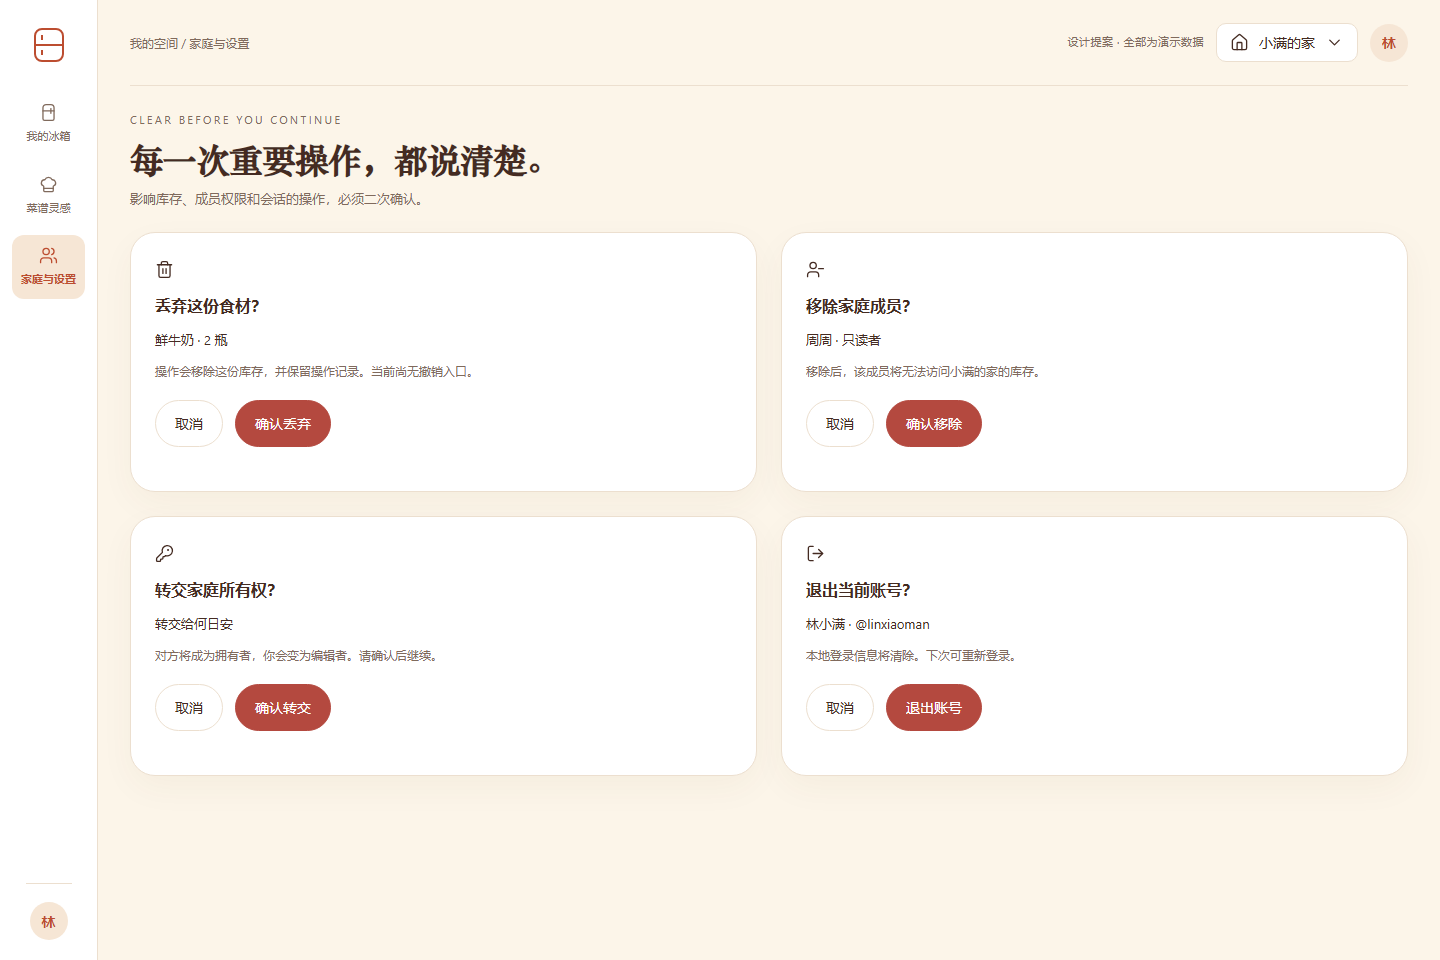 我的空间 / 家庭与设置
设计提案 · 全部为演示数据
小满的家
林
我的冰箱
菜谱灵感
家庭与设置
林
CLEAR BEFORE YOU CONTINUE
每一次重要操作，都说清楚。
影响库存、成员权限和会话的操作，必须二次确认。
丢弃这份食材？
鲜牛奶 · 2 瓶
操作会移除这份库存，并保留操作记录。当前尚无撤销入口。
取消
确认丢弃
移除家庭成员？
周周 · 只读者
移除后，该成员将无法访问小满的家的库存。
取消
确认移除
转交家庭所有权？
转交给何日安
对方将成为拥有者，你会变为编辑者。请确认后继续。
取消
确认转交
退出当前账号？
林小满 · @linxiaoman
本地登录信息将清除。下次可重新登录。
取消
退出账号